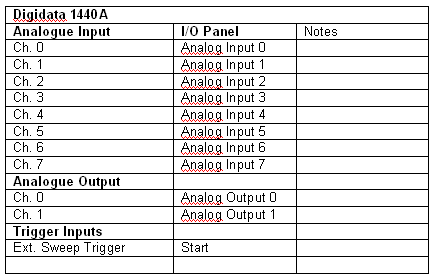 Digidata 1440A
Analogue Input I/O Panel Notes
Ch. 0 Analog Input 0
Ch. 1 Analog Input 1
Ch. 2 Analog Input 2
Ch. 3 Analog Input 3
Ch. 4 Analog Input 4
Ch. 5 Analog Input 5
Ch. 6 Analog Input 6
Ch. 7 Analog Input 7
Analogue Output
Ch. 0 Analog Output 0
Ch. 1 Analog Output 1
Trigger Inputs
Ext. Sweep Trigger Start